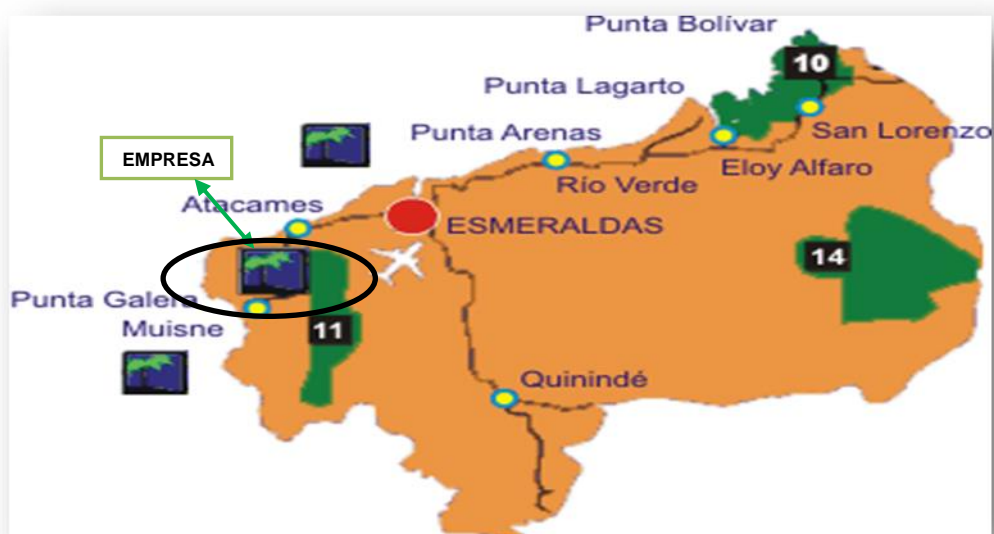 Punta Bolívar
10
Punta Lagarto
Punta Arenas
San Lorenzo
EMPRESA
Eloy Alfaro
Río Verde
Atacames
ESMERALDAS
14
Punta Galera
11
Muisne
Quinindé